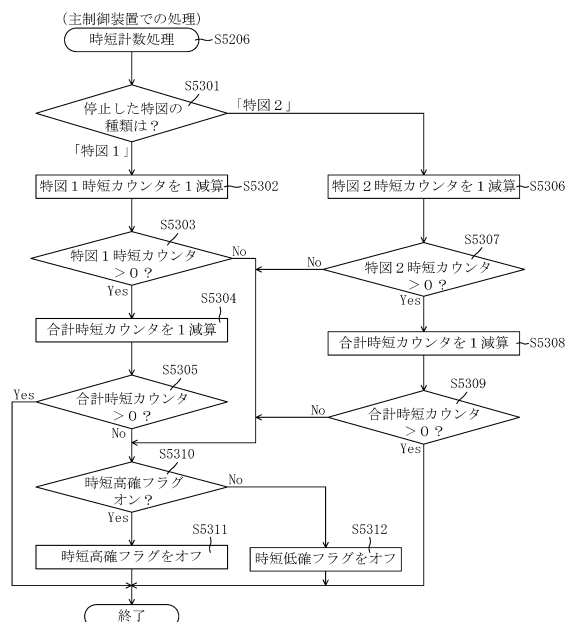 (主制御装置での処理)
時短計数処理
S5206
S5301
停止した特図の
種類は？
「特図２」
「特図１」
特図１時短カウンタを１減算
S5302
特図２時短カウンタを１減算
S5306
S5303
特図１時短カウンタ
＞０？
No
Yes
S5307
特図２時短カウンタ
＞０？
No
Yes
S5304
合計時短カウンタを１減算
合計時短カウンタを１減算
S5308
S5305
合計時短カウンタ
＞０？
Yes
No
S5309
合計時短カウンタ
＞０？
No
Yes
S5310
時短高確フラグ
オン？
No
Yes
S5311
時短高確フラグをオフ
S5312
時短低確フラグをオフ
終了